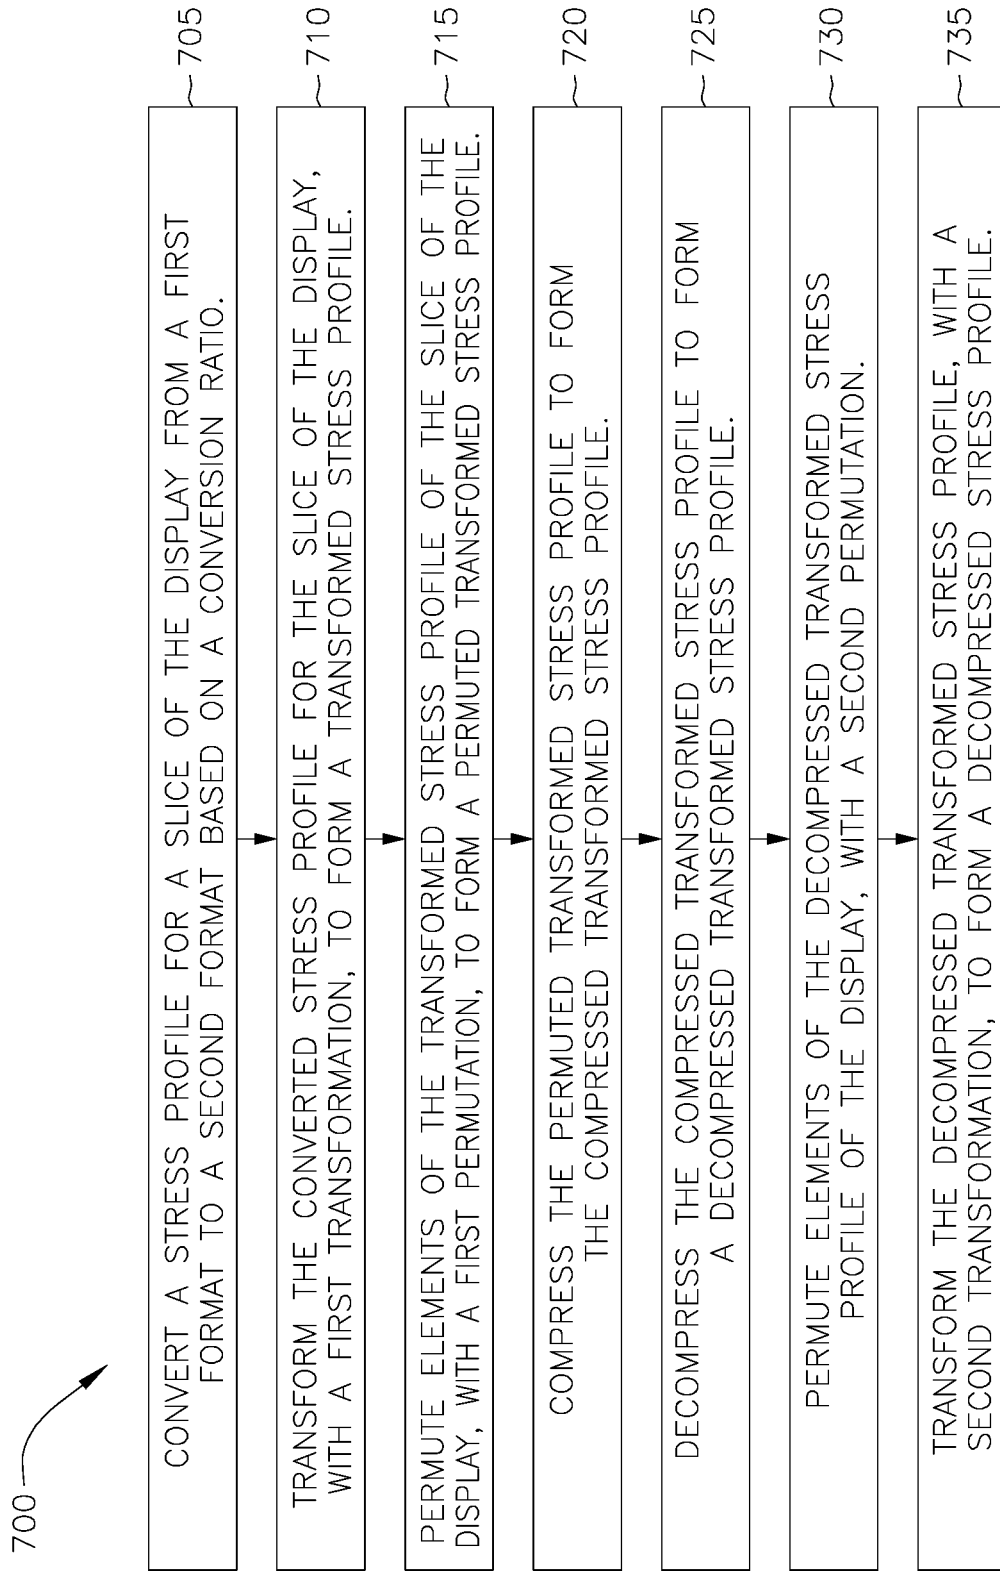 700
CONVERT A STRESS PROFILE FOR A SLICE OF THE DISPLAY FROM A FIRST
FORMAT TO A SECOND FORMAT BASED ON A CONVERSION RATIO.
705
TRANSFORM THE CONVERTED STRESS PROFILE FOR THE SLICE OF THE DISPLAY,
WITH A FIRST TRANSFORMATION, TO FORM A TRANSFORMED STRESS PROFILE.
710
PERMUTE ELEMENTS OF THE TRANSFORMED STRESS PROFILE OF THE SLICE OF THE
DISPLAY, WITH A FIRST PERMUTATION, TO FORM A PERMUTED TRANSFORMED STRESS PROFILE.
715
COMPRESS THE PERMUTED TRANSFORMED STRESS PROFILE TO FORM
THE COMPRESSED TRANSFORMED STRESS PROFILE.
720
DECOMPRESS THE COMPRESSED TRANSFORMED STRESS PROFILE TO FORM
A DECOMPRESSED TRANSFORMED STRESS PROFILE.
725
PERMUTE ELEMENTS OF THE DECOMPRESSED TRANSFORMED STRESS
PROFILE OF THE DISPLAY, WITH A SECOND PERMUTATION.
730
TRANSFORM THE DECOMPRESSED TRANSFORMED STRESS PROFILE, WITH A
SECOND TRANSFORMATION, TO FORM A DECOMPRESSED STRESS PROFILE.
735